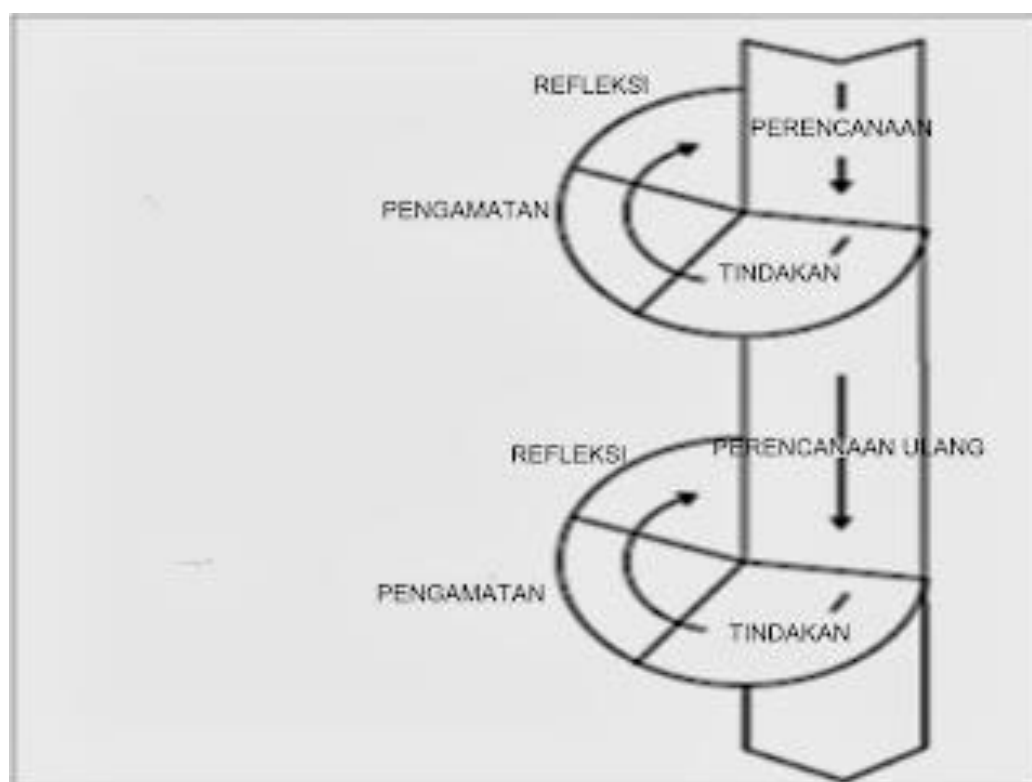 REFLEKSI
PERENCANAAN
PENGAMATAN
TINDAKAN
REFLEKSI
PERENCANAAN ULANG
PENGAMATAN
TINDAKAN